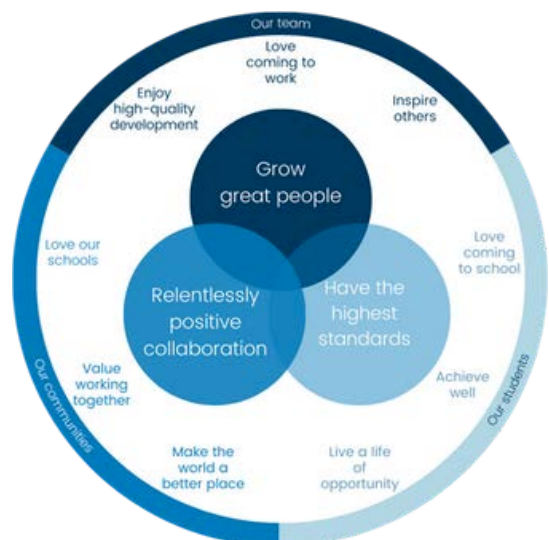 Our team
Love
coming to
work
Enjoy
high-quality
development
Inspire
others
Grow
great people
Love our
schools
Love
coming
to school
Relentlessly
positive
collaboration
Have the
highest
standards
Value
working
together
Achieve
well
Make the
world a
better place
Live a life
of
opportunity
Our communities
Our students